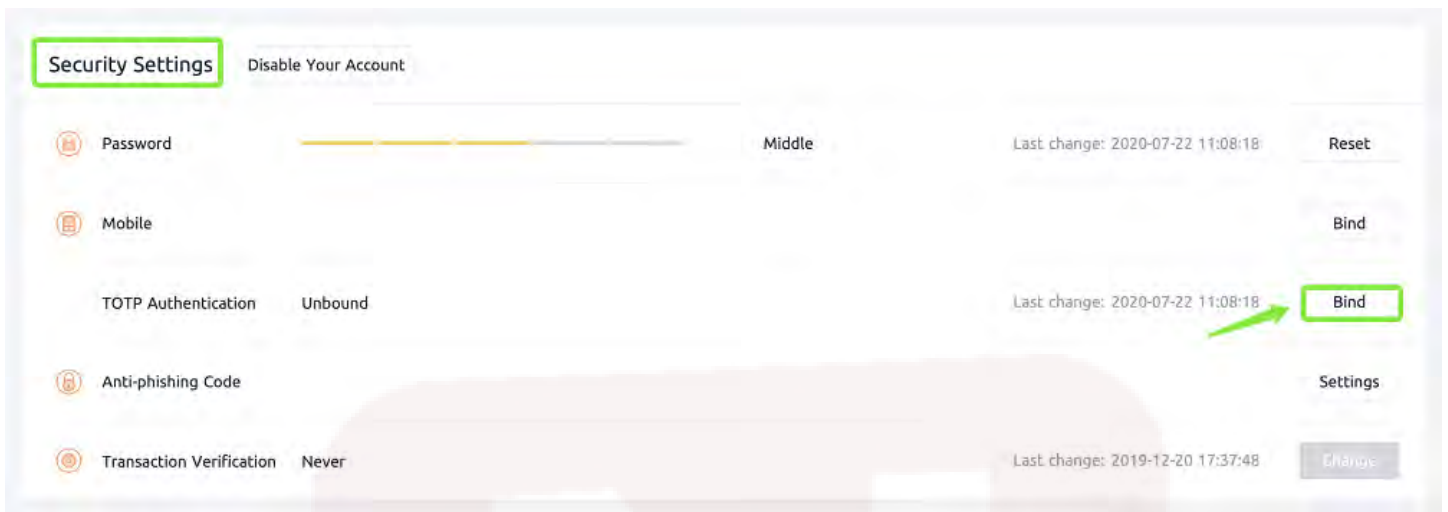 Security Settings Disable Your Account
Password Middle Last change: 2020-07-22 11:08:18 Reset
Mobile Bind
TOTP Authentication Unbound Last change: 2020-07-22 11:08:18 Bind
Anti-phishing Code Settings
Transaction Verification Never Last change: 2019-12-20 17:37:48 Change